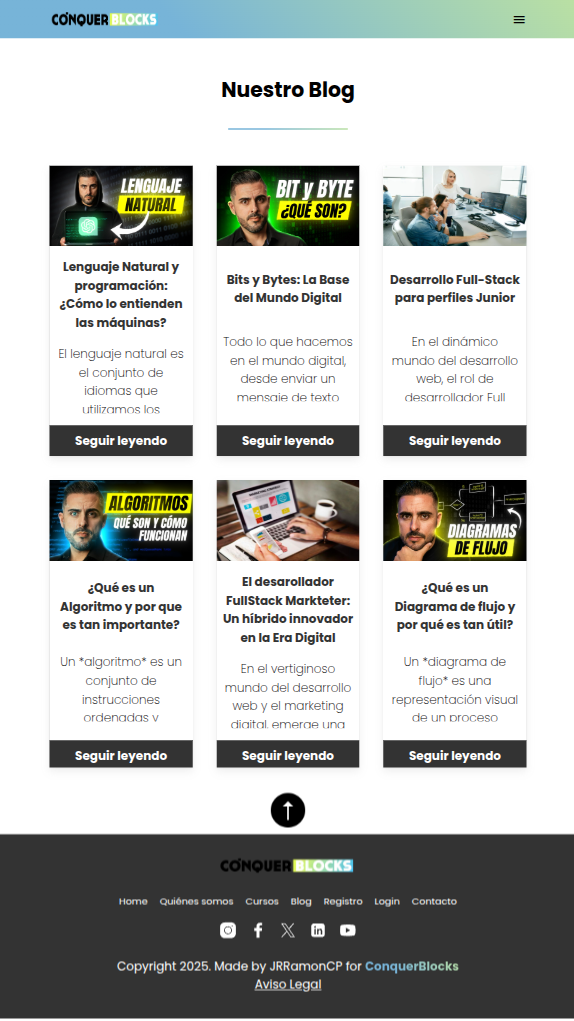 CONQUER BLOCKS
Nuestro Blog
LENGUAJE
NATURAL
Lenguaje Natural y
programación:
¿Cómo lo entienden
las máquinas?
El lenguaje natural es
el conjunto de
idiomas que
utilizamos los
Seguir leyendo
BIT y BYTE
¿QUÉ SON?
Bits y Bytes: La Base
del Mundo Digital
Todo lo que hacemos
en el mundo digital,
desde enviar un
mensaje de texto
Seguir leyendo
Desarrollo Full-Stack
para perfiles Junior
En el dinámico
mundo del desarrollo
web, el rol de
desarrollador Full
Seguir leyendo
ALGORITMOS
QUÉ SON Y CÓMO
FUNCIONAN
¿Qué es un
Algoritmo y por que
es tan importante?
Un *algoritmo* es un
conjunto de
instrucciones
ordenadas y
Seguir leyendo
El desarollador
FullStack Markteter:
Un híbrido innovador
en la Era Digital
En el vertiginoso
mundo del desarrollo
web y el marketing
digital, emerge una
Seguir leyendo
DIAGRAMAS
DE FLUJO
¿Qué es un
Diagrama de flujo y
por qué es tan útil?
Un *diagrama de
flujo* es una
representación visual
de un proceso
Seguir leyendo
CONQUER BLOCKS
Home Quiénes somos Cursos Blog Registro Login Contacto
Copyright 2025. Made by JRRamonCP for ConquerBlocks
Aviso Legal